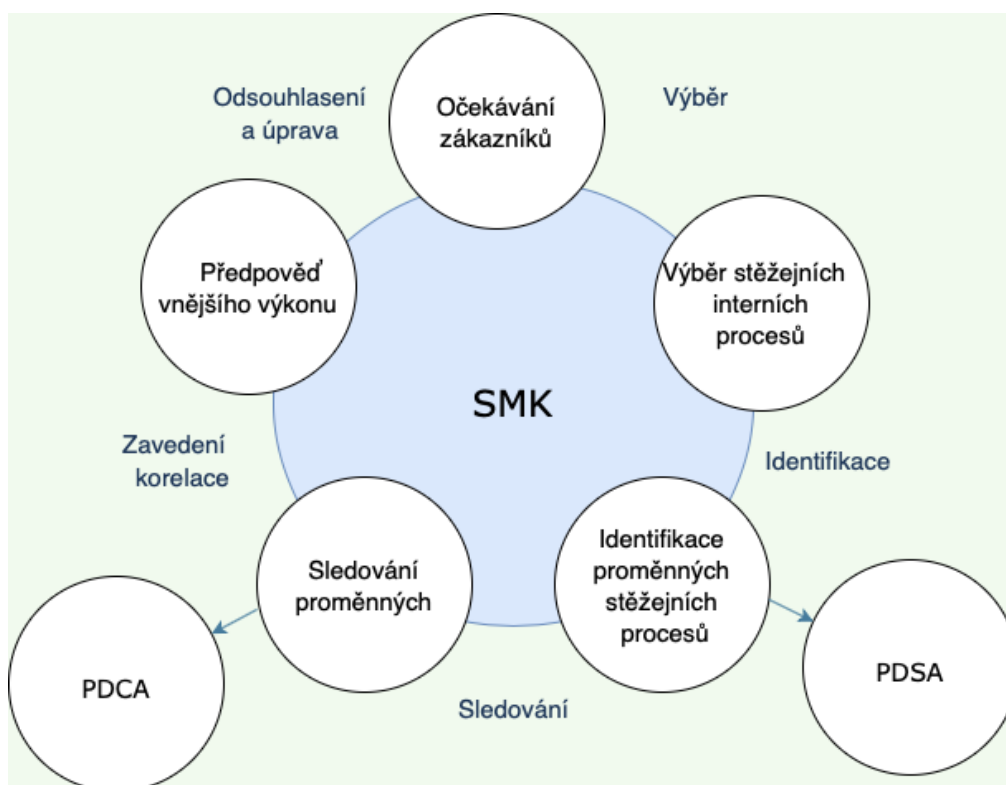 Očekávání
zákazníků
Výběr
Výběr stěžejních
interních
procesů
Identifikace
Identifikace
proměnných
stěžejních
procesů
PDSA
Sledování
Sledování
proměnných
PDCA
Zavedení
korelace
Předpověď
vnějšího výkonu
Odsouhlasení
a úprava
SMK